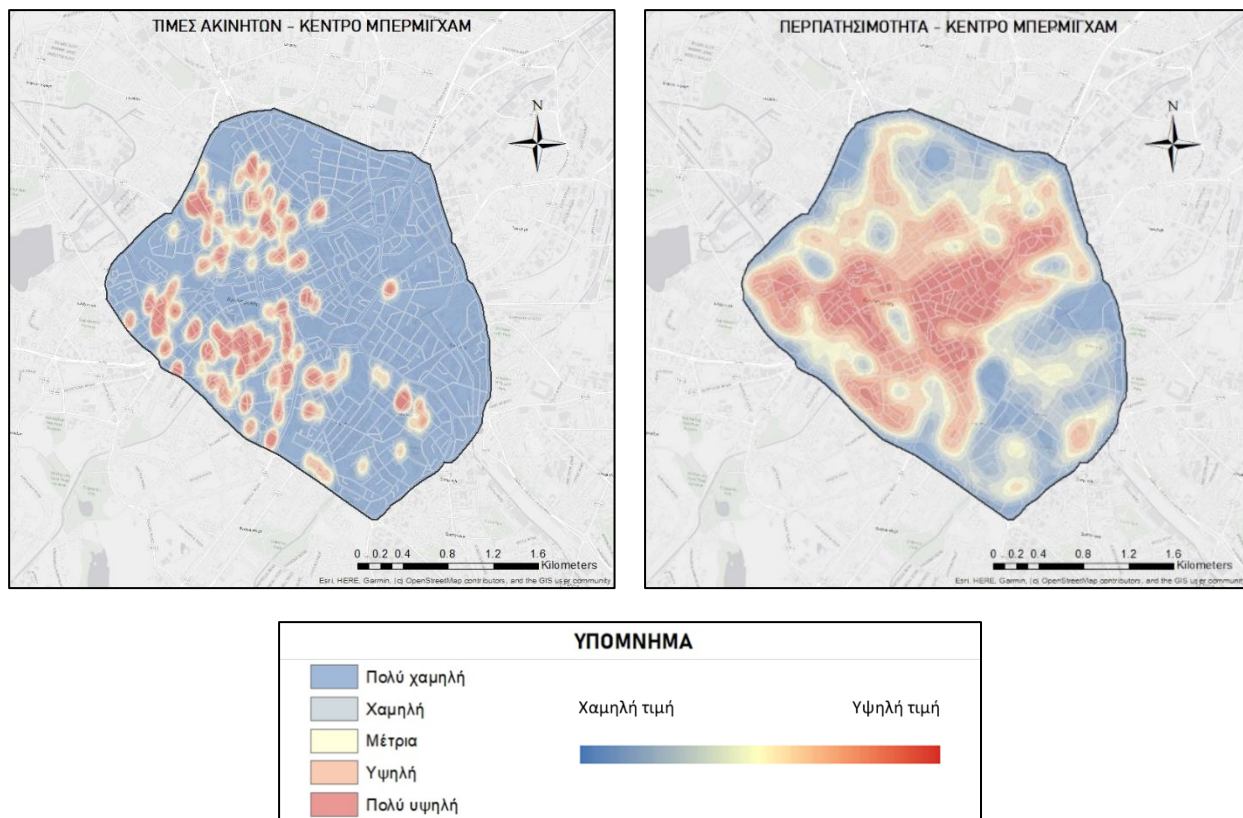 ΤΙΜΕΣ ΑΚΙΝΗΤΩΝ – ΚΕΝΤΡΟ ΜΠΕΡΜΙΓΧΑΜ
N
0 0.2 0.4 0.8 1.2 1.6
Kilometers
Esri, HERE, Garmin, (c) OpenStreetMap contributors, and the GIS user community
ΠΕΡΠΑΤΗΣΙΜΟΤΗΤΑ – ΚΕΝΤΡΟ ΜΠΕΡΜΙΓΧΑΜ
N
0 0.2 0.4 0.8 1.2 1.6
Kilometers
Esri, HERE, Garmin, (c) OpenStreetMap contributors, and the GIS user community
ΥΠΟΜΝΗΜΑ
Πολύ χαμηλή
Χαμηλή
Μέτρια
Υψηλή
Πολύ υψηλή
Χαμηλή τιμή Υψηλή τιμή